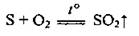 S + O₂ →^{t°} SO₂↑